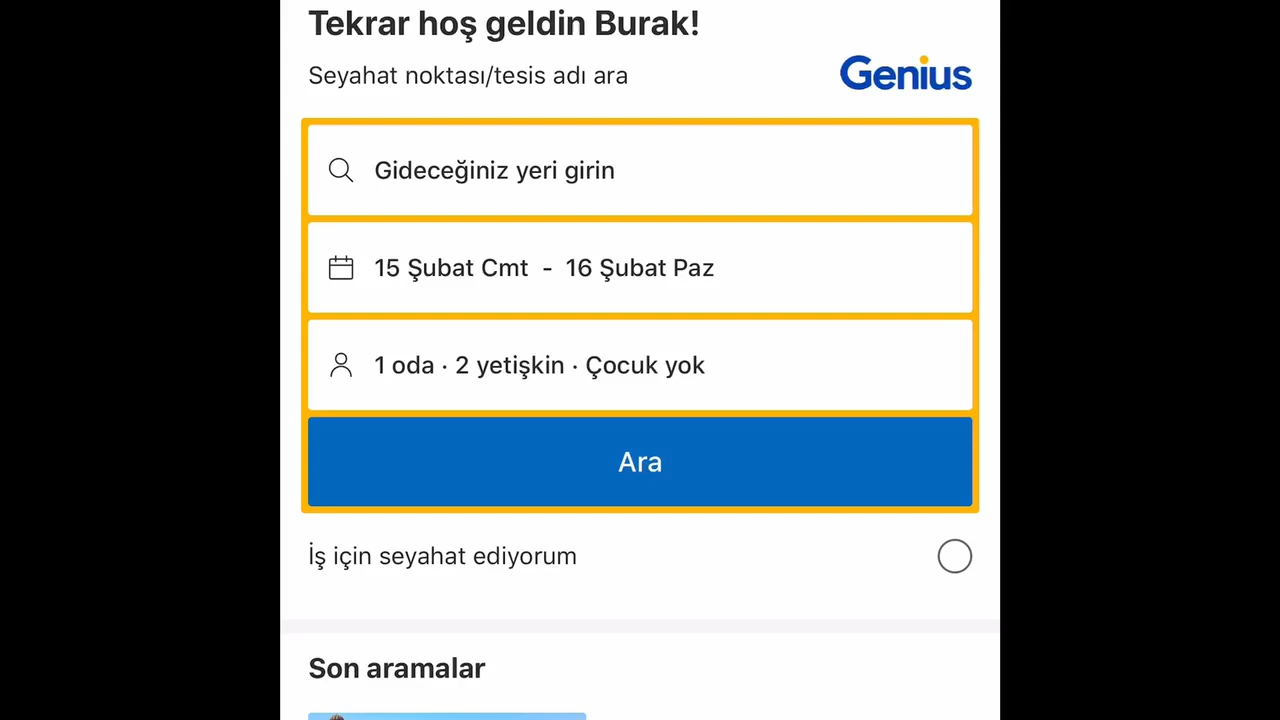 Tekrar hoş geldin Burak!
Seyahat noktası/tesis adı ara
Genius
Gideceğiniz yeri girin
15 Şubat Cmt - 16 Şubat Paz
1 oda · 2 yetişkin · Çocuk yok
Ara
İş için seyahat ediyorum
Son aramalar